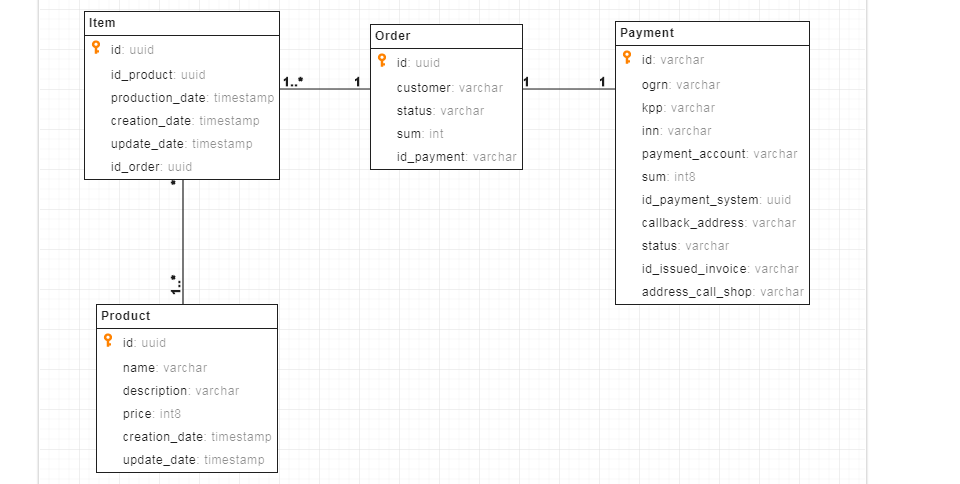 Item
id: uuid
id_product: uuid
production_date: timestamp
creation_date: timestamp
update_date: timestamp
id_order: uuid
1..*
1
Order
id: uuid
customer: varchar
status: varchar
sum: int
id_payment: varchar
1
1
Payment
id: varchar
ogrn: varchar
kpp: varchar
inn: varchar
payment_account: varchar
sum: int8
id_payment_system: uuid
callback_address: varchar
status: varchar
id_issued_invoice: varchar
address_call_shop: varchar
*
1..*
Product
id: uuid
name: varchar
description: varchar
price: int8
creation_date: timestamp
update_date: timestamp